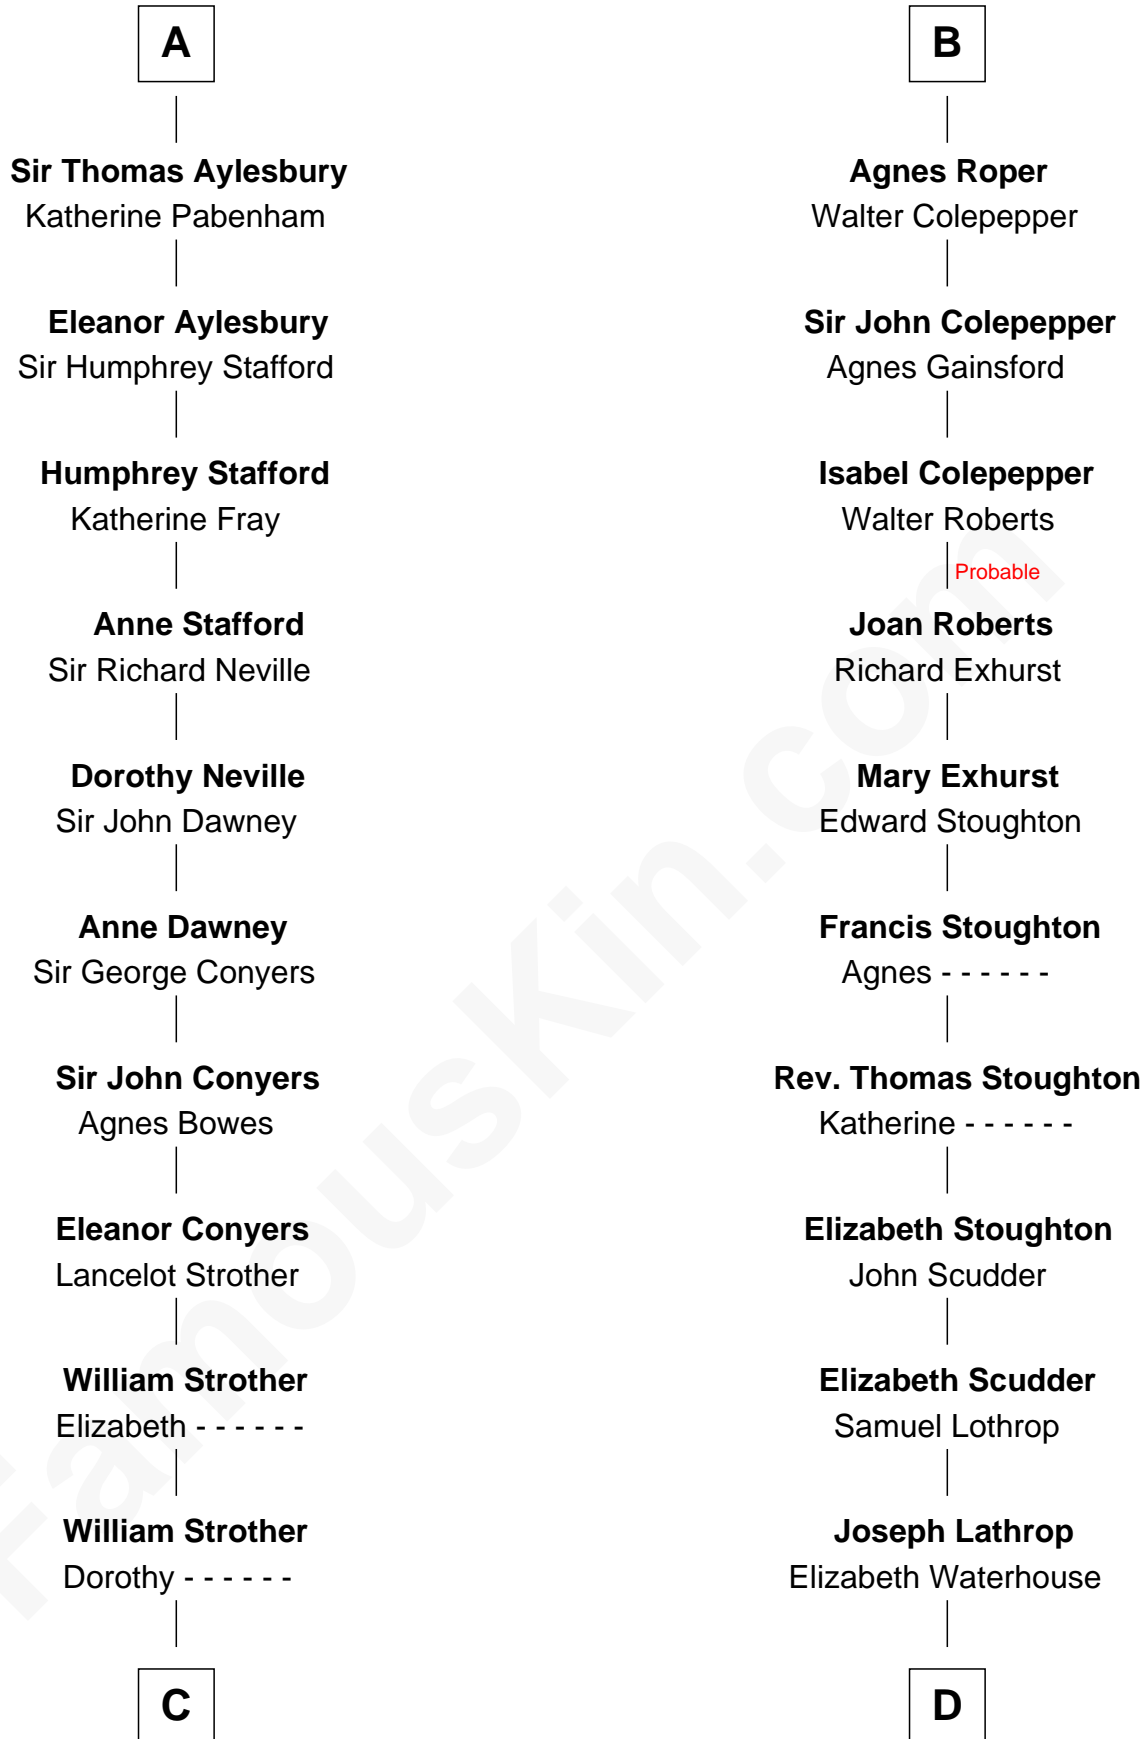 A
Sir Thomas Aylesbury
Katherine Pabenham
Eleanor Aylesbury
Sir Humphrey Stafford
Humphrey Stafford
Katherine Fray
Anne Stafford
Sir Richard Neville
Dorothy Neville
Sir John Dawney
Anne Dawney
Sir George Conyers
Sir John Conyers
Agnes Bowes
Eleanor Conyers
Lancelot Strother
William Strother
Elizabeth - - - - - -
William Strother
Dorothy - - - - - -
C
B
Agnes Roper
Walter Colepepper
Sir John Colepepper
Agnes Gainsford
Isabel Colepepper
Walter Roberts
Probable
Joan Roberts
Richard Exhurst
Mary Exhurst
Edward Stoughton
Francis Stoughton
Agnes - - - - - -
Rev. Thomas Stoughton
Katherine - - - - - -
Elizabeth Stoughton
John Scudder
Elizabeth Scudder
Samuel Lothrop
Joseph Lathrop
Elizabeth Waterhouse
D
FamousKin.com